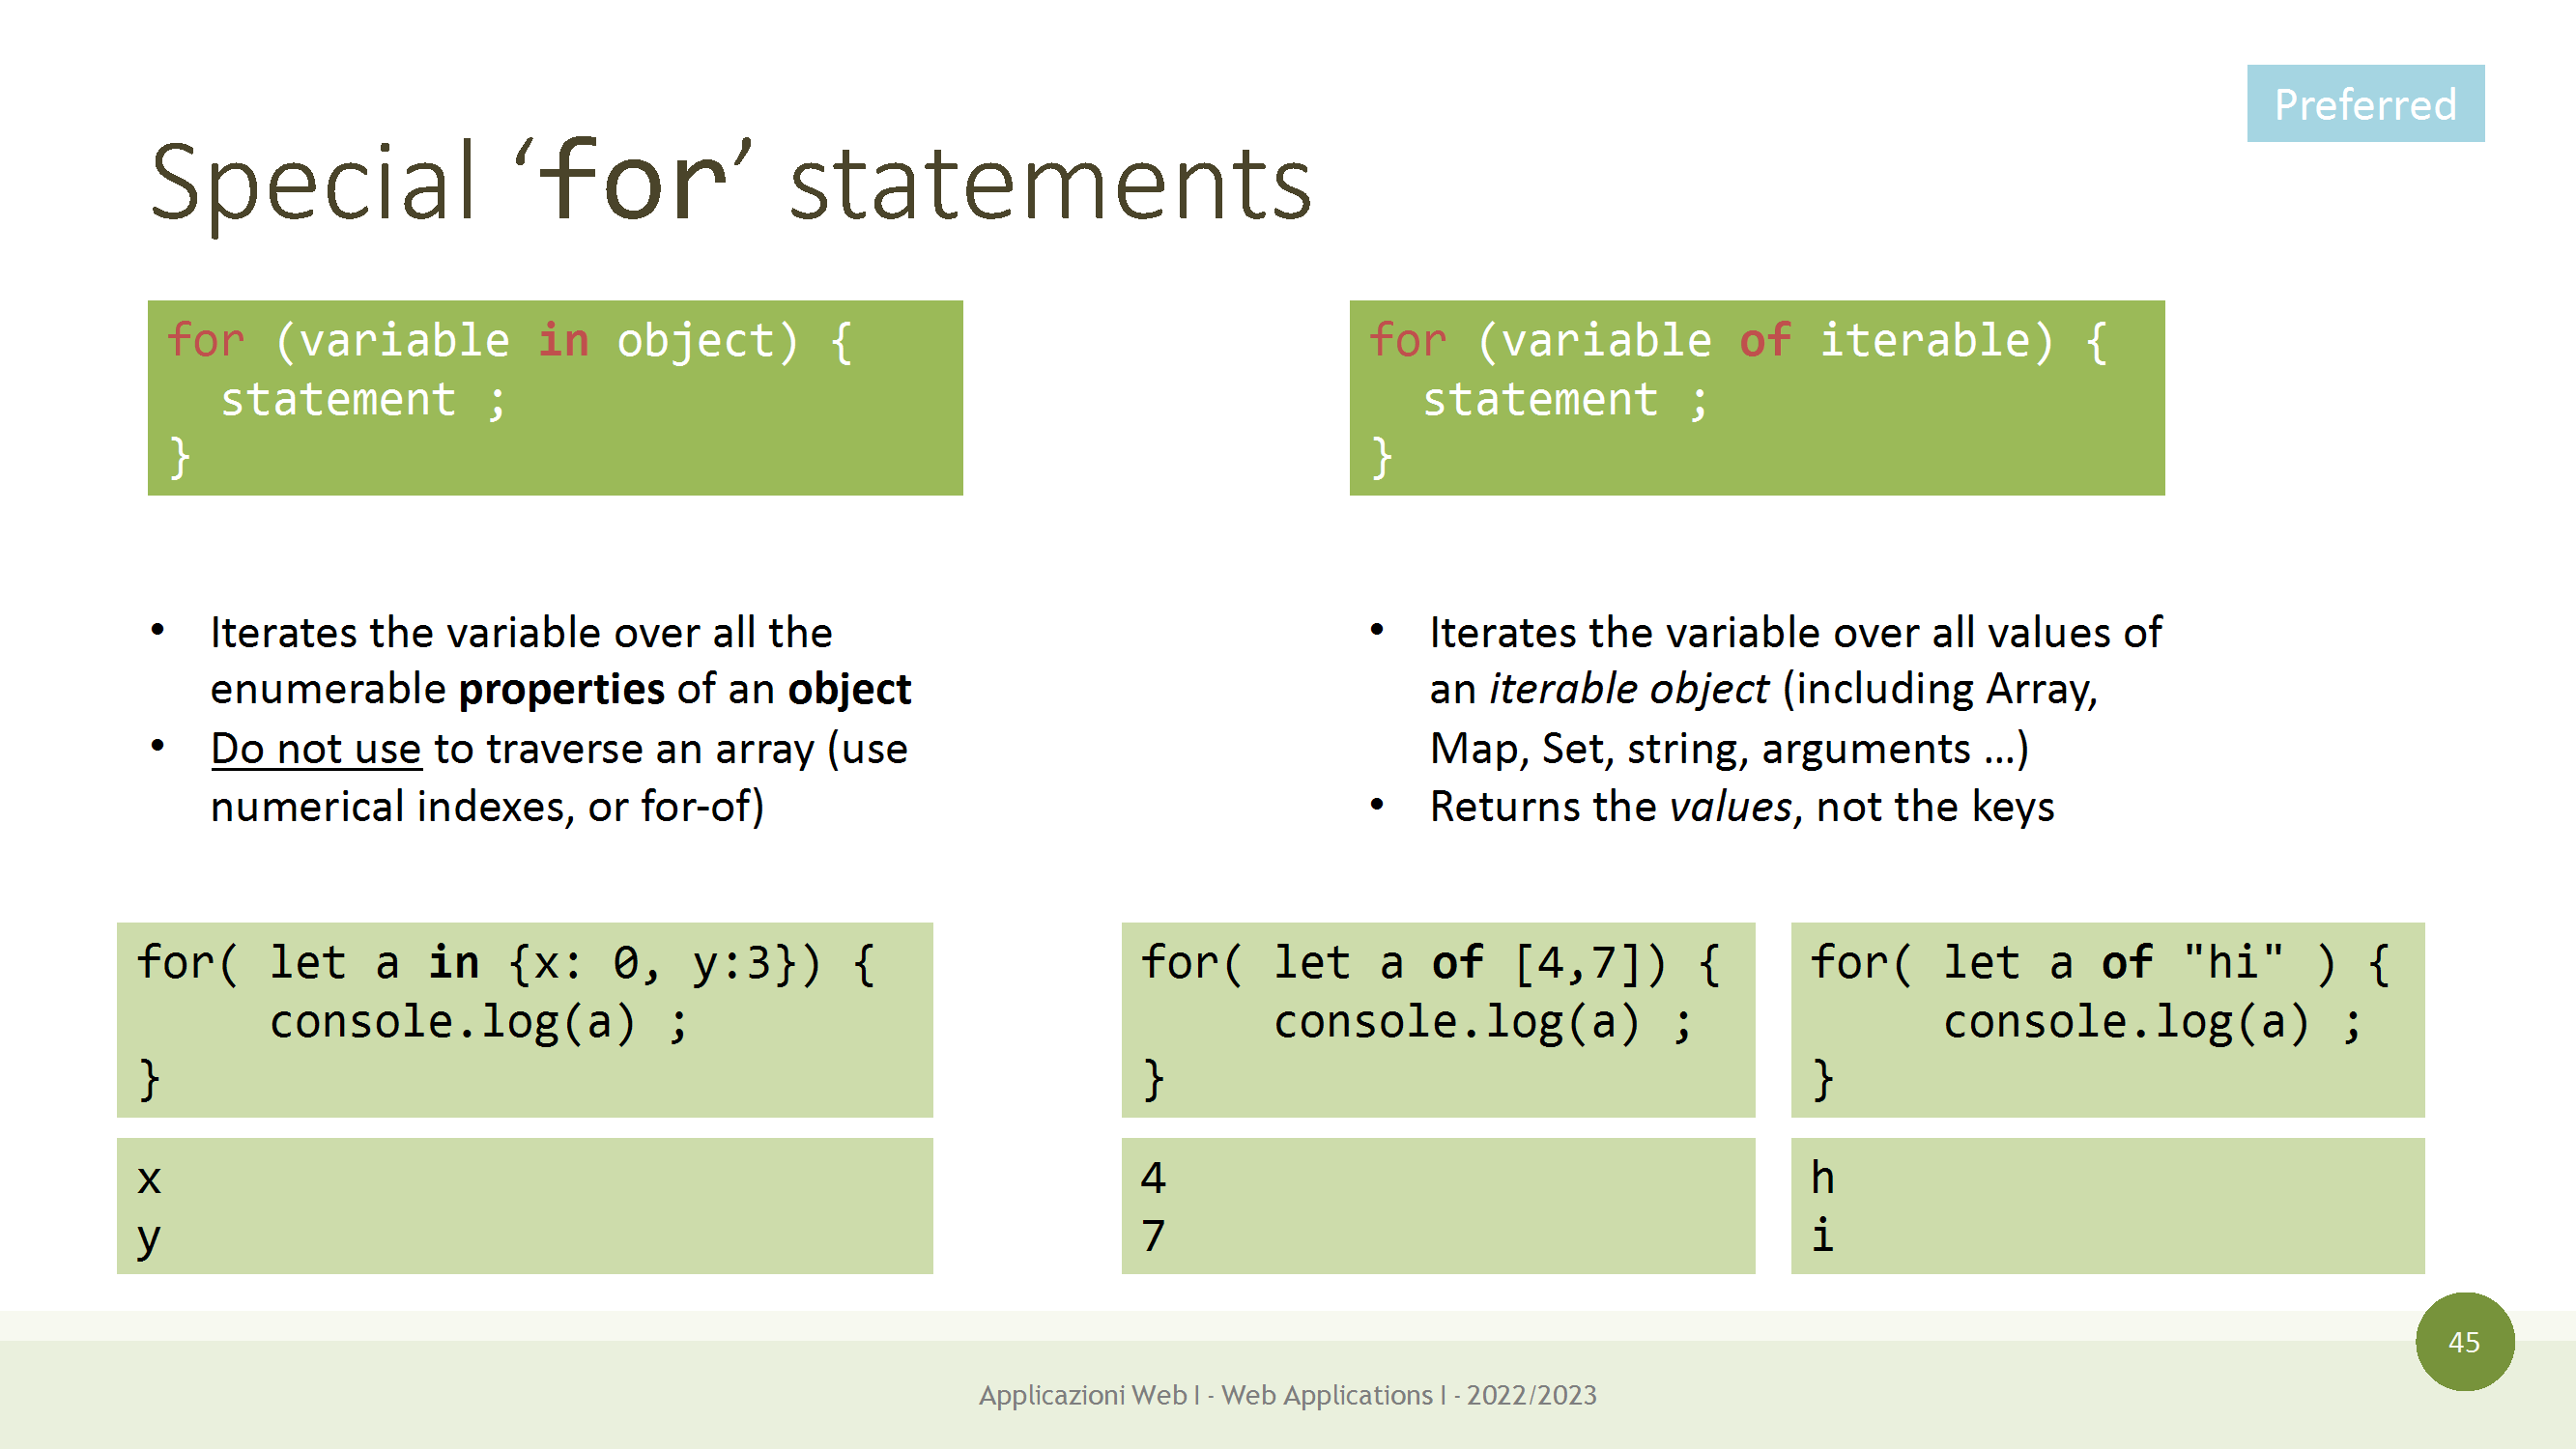 Preferred
Special ‘for’ statements
for (variable in object) {
  statement ;
}
• Iterates the variable over all the
enumerable properties of an object
• Do not use to traverse an array (use
numerical indexes, or for-of)
for( let a in {x: 0, y:3}) {
     console.log(a) ;
}
x
y
for (variable of iterable) {
  statement ;
}
• Iterates the variable over all values of
an iterable object (including Array,
Map, Set, string, arguments …)
• Returns the values, not the keys
for( let a of [4,7]) {
     console.log(a) ;
}
4
7
for( let a of "hi" ) {
     console.log(a) ;
}
h
i
45
Applicazioni Web I - Web Applications I - 2022/2023